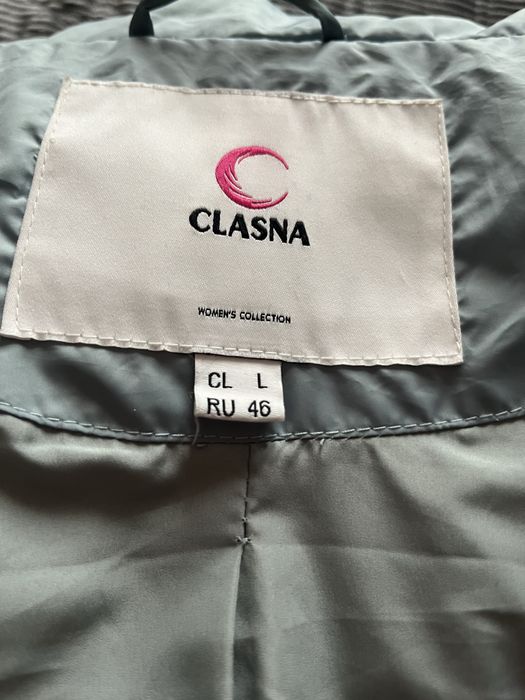 CLASNA
WOMEN'S COLLECTION
CL L
RU 46